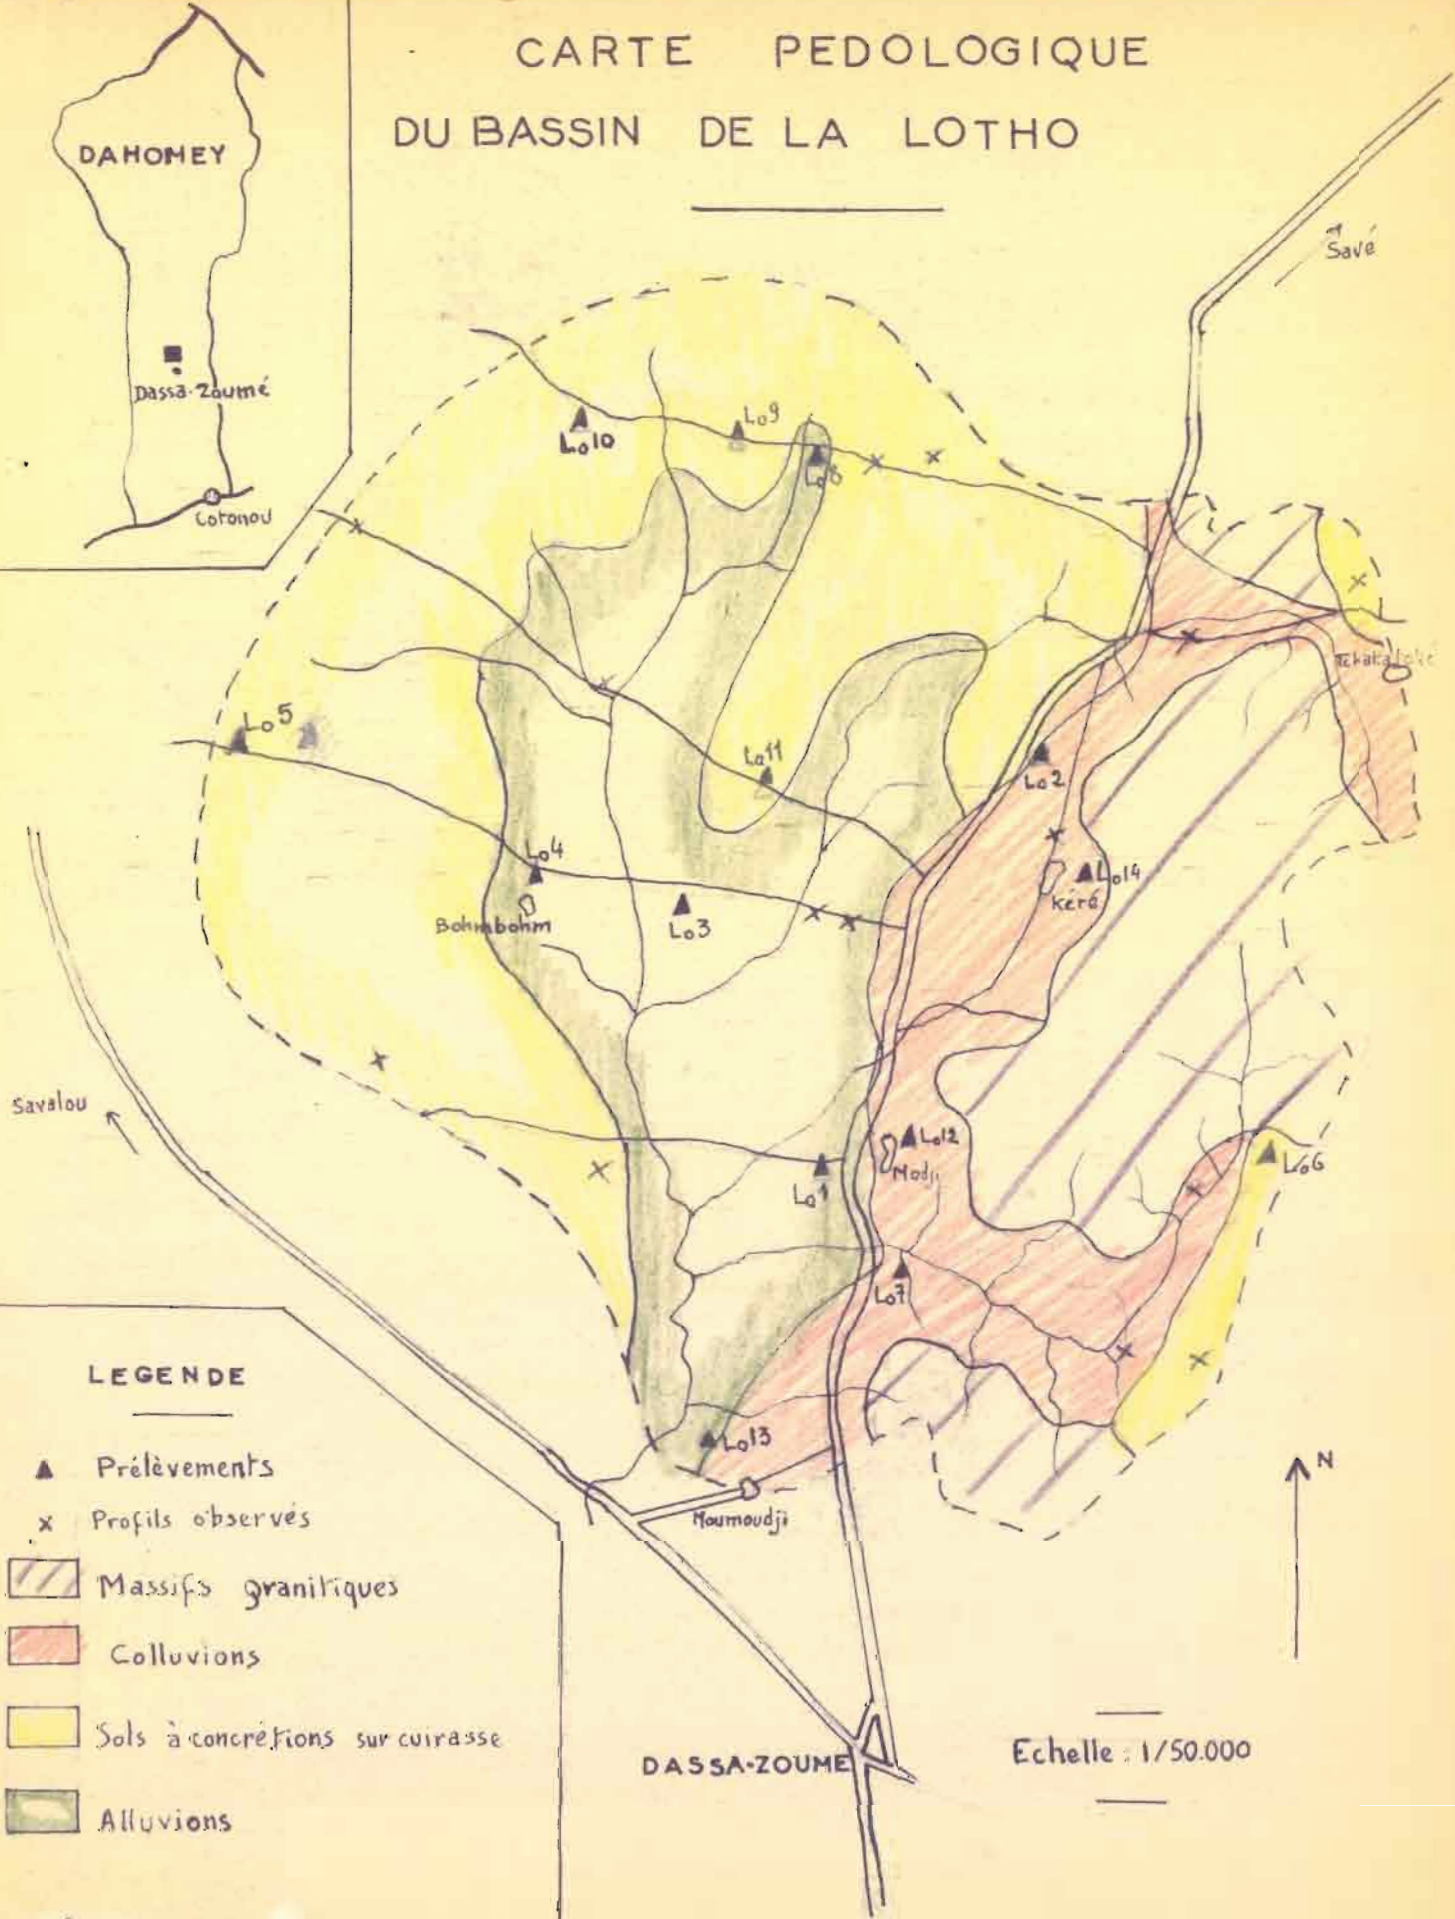 CARTE PEDOLOGIQUE
DU BASSIN DE LA LOTHO
DAHOMEY
Dassa-Zoumé
Cotonou
Savé
Lo10
Lo9
Lo8
Lo5
Lo11
Lo2
Lo4
Lo14
Kéré
Bohmbohm
Lo3
Savalou
Lo12
Modji
Lo6
Lo1
Lo7
Lo13
Moumoudji
LEGENDE
Prélèvements
Profils observés
Massifs granitiques
Colluvions
Sols à concrétions sur cuirasse
Alluvions
N
DASSA-ZOUME
Echelle : 1/50.000